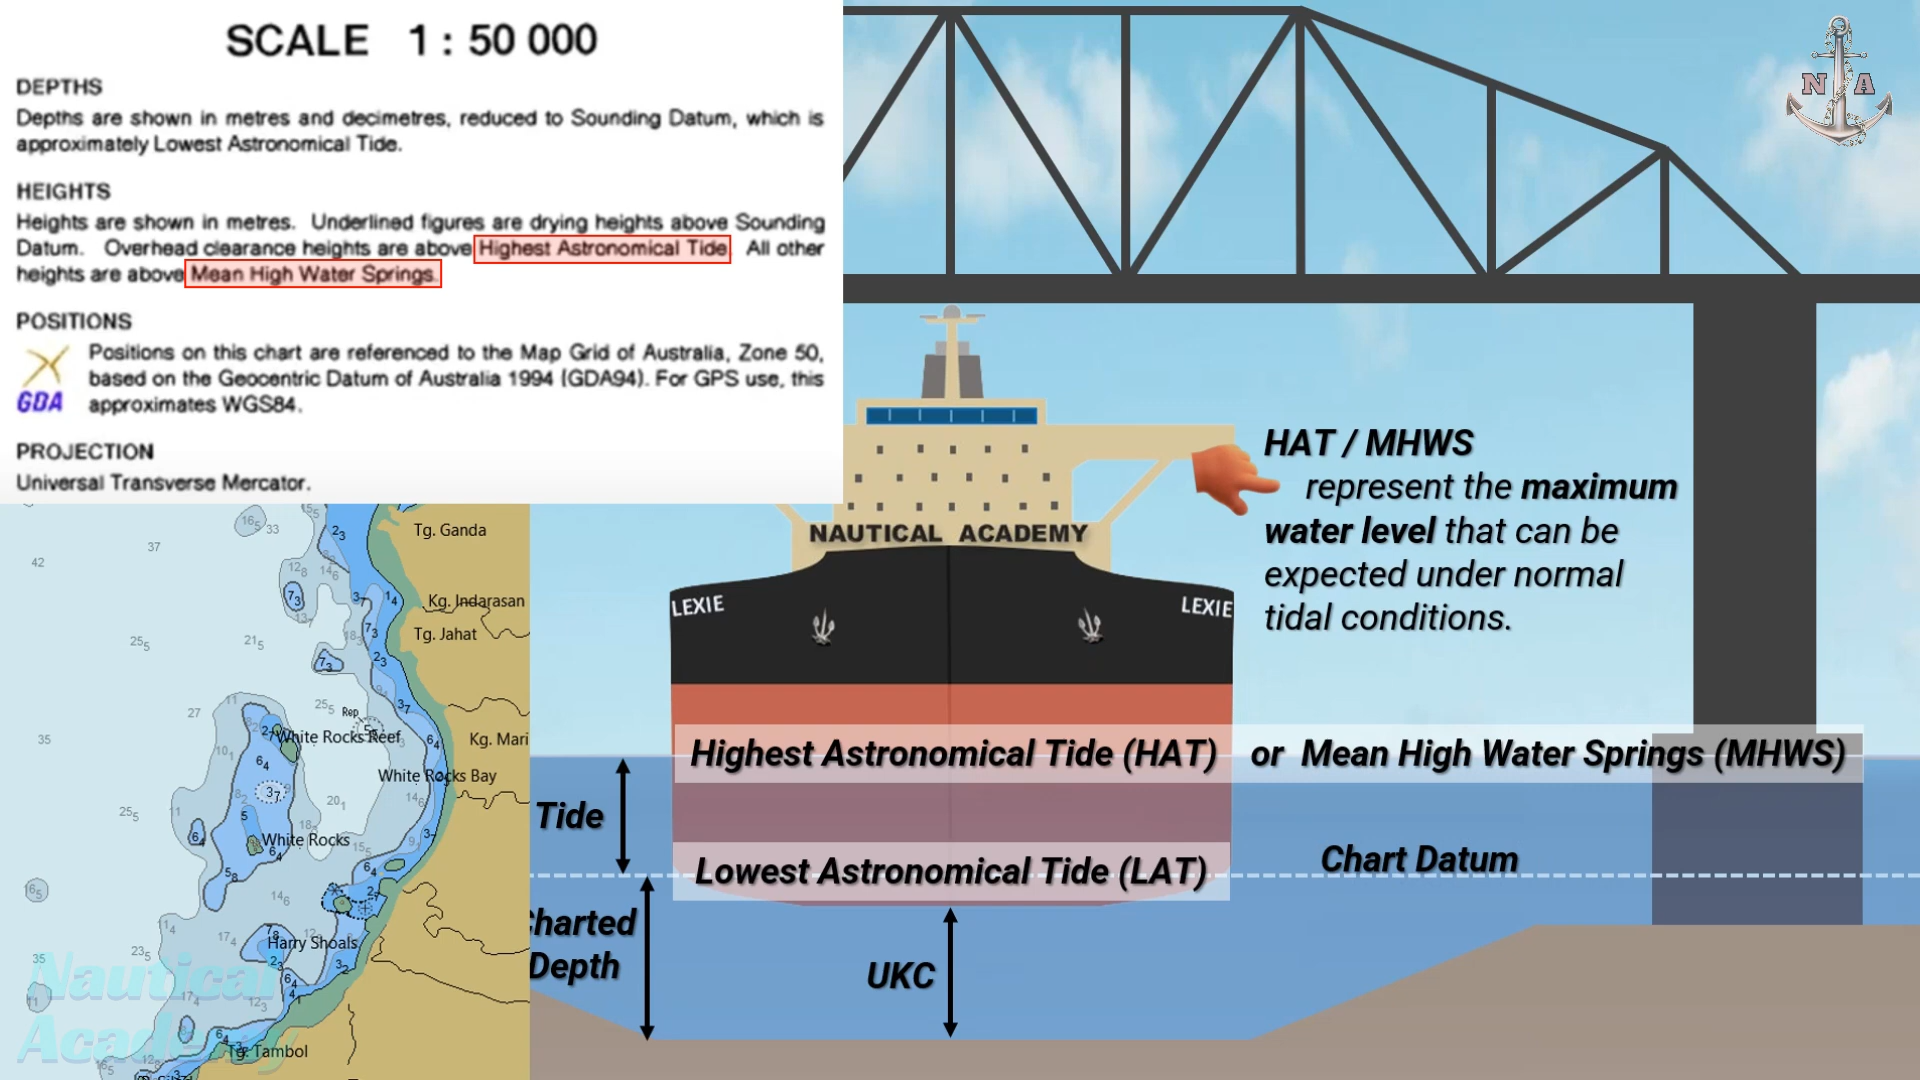 SCALE 1 : 50 000
DEPTHS
Depths are shown in metres and decimetres, reduced to Sounding Datum, which is
approximately Lowest Astronomical Tide.
HEIGHTS
Heights are shown in metres. Underlined figures are drying heights above Sounding
Datum. Overhead clearance heights are above Highest Astronomical Tide. All other
heights are above Mean High Water Springs.
POSITIONS
Positions on this chart are referenced to the Map Grid of Australia, Zone 50,
based on the Geocentric Datum of Australia 1994 (GDA94). For GPS use, this
approximates WGS84.
GDA
PROJECTION
Universal Transverse Mercator.
N A
NAUTICAL ACADEMY
LEXIE
LEXIE
HAT / MHWS
represent the maximum
water level that can be
expected under normal
tidal conditions.
Highest Astronomical Tide (HAT) or Mean High Water Springs (MHWS)
Tide
Lowest Astronomical Tide (LAT)
Chart Datum
Charted
Depth
UKC
Tg. Ganda
Kg. Indarasan
Tg. Jahat
Rep
White Rocks Reef
Kg. Mari
White Rocks Bay
White Rocks
Harry Shoals
Tg. Tambol
Nautical
Academy